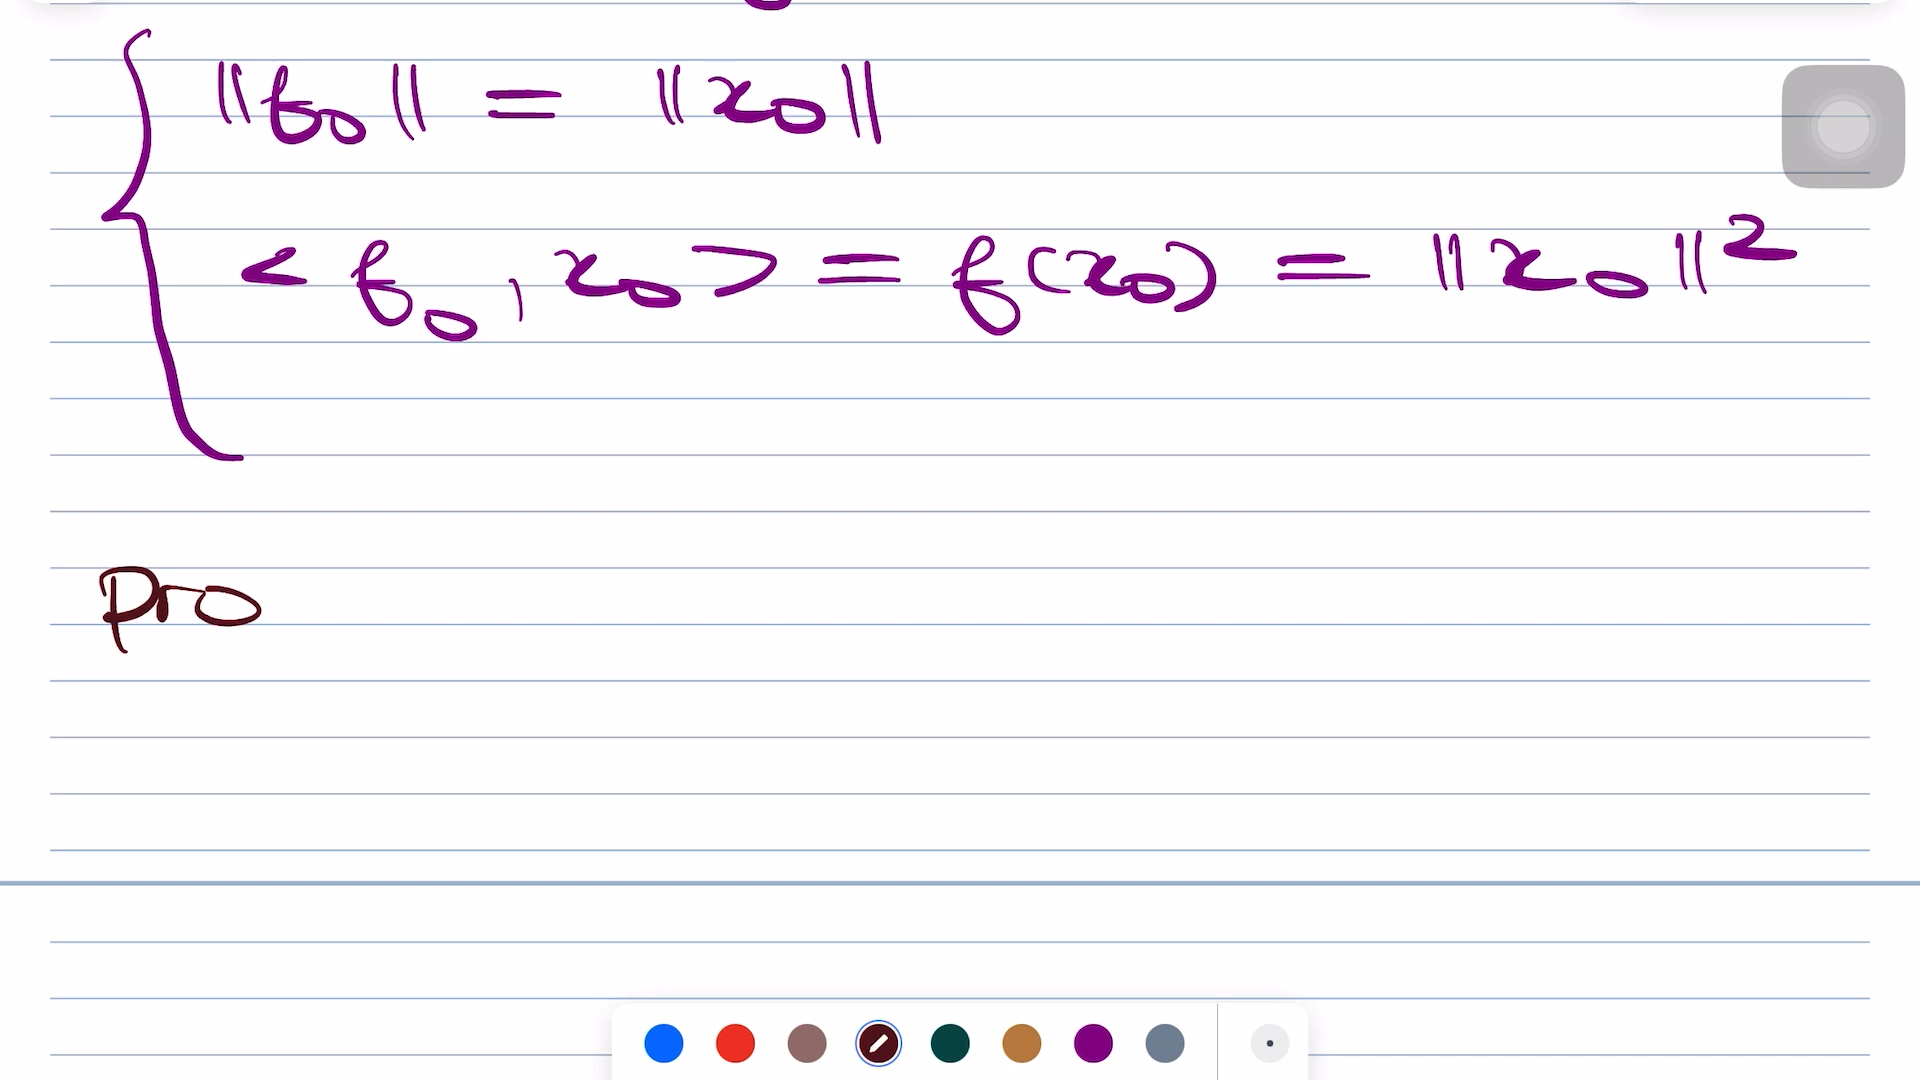 ||f₀|| = ||x₀||
< f₀, x₀ > = f(x₀) = ||x₀||²
Pro